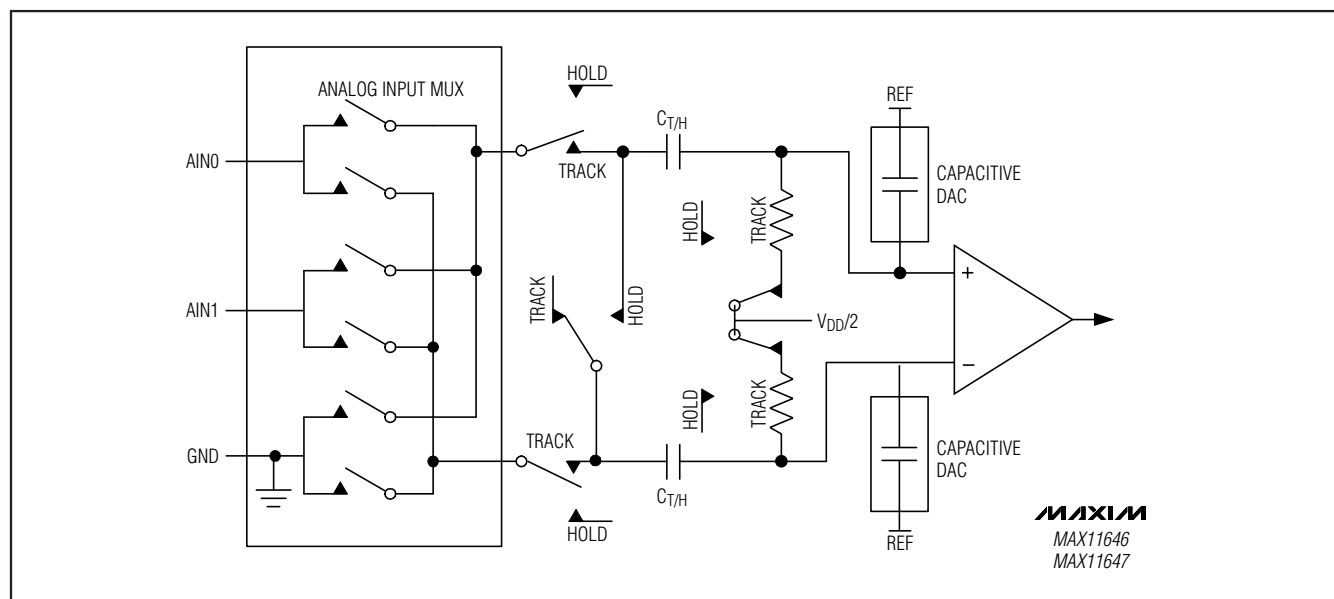 HOLD
ANALOG INPUT MUX
REF
C_T/H
AIN0
TRACK
CAPACITIVE
DAC
HOLD
TRACK
TRACK
HOLD
+
AIN1
V_DD/2
−
HOLD
TRACK
TRACK
GND
CAPACITIVE
DAC
C_T/H
HOLD
REF
MAXIM
MAX11646
MAX11647